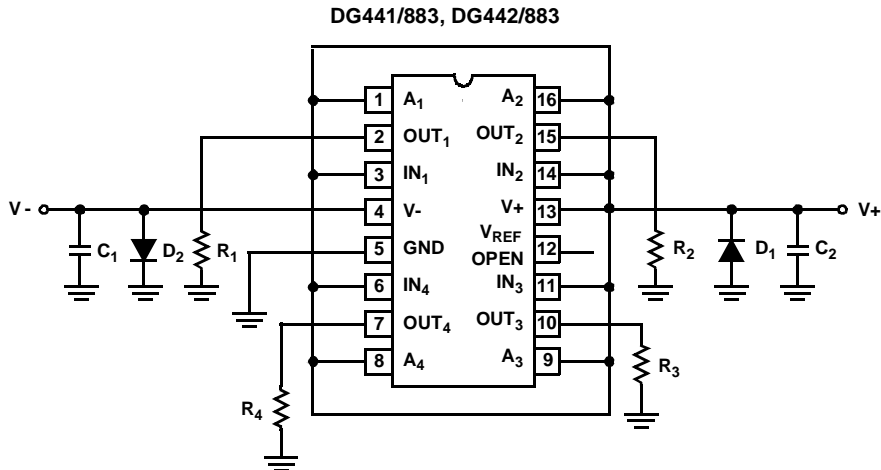 DG441/883, DG442/883
1 A1 A2 16
2 OUT1 OUT2 15
3 IN1 IN2 14
V - 4 V- V+ 13 V+
C1 D2 R1 5 GND VREF OPEN 12 R2 D1 C2
6 IN4 IN3 11
7 OUT4 OUT3 10
8 A4 A3 9
R4 R3